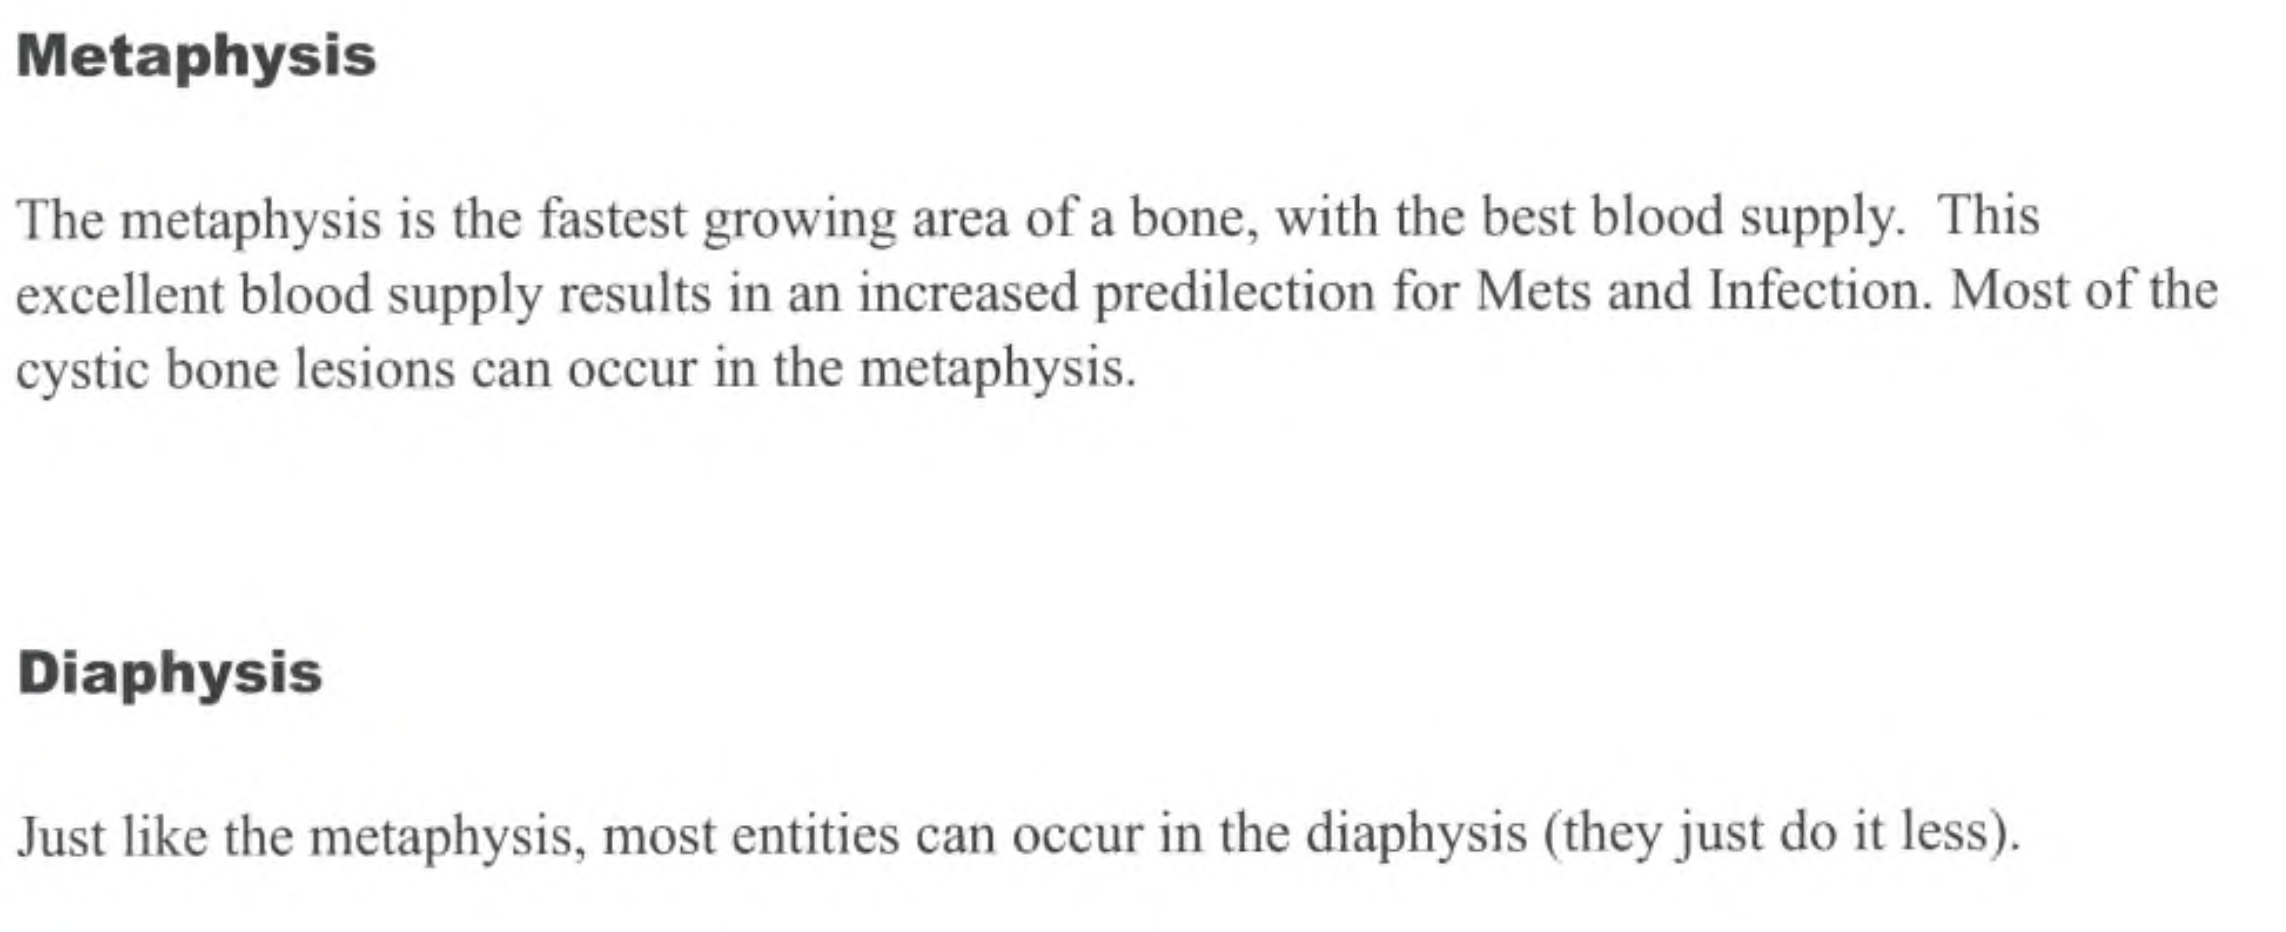 Metaphysis
The metaphysis is the fastest growing area of a bone, with the best blood supply. This
excellent blood supply results in an increased predilection for Mets and Infection. Most of the
cystic bone lesions can occur in the metaphysis.
Diaphysis
Just like the metaphysis, most entities can occur in the diaphysis (they just do it less).